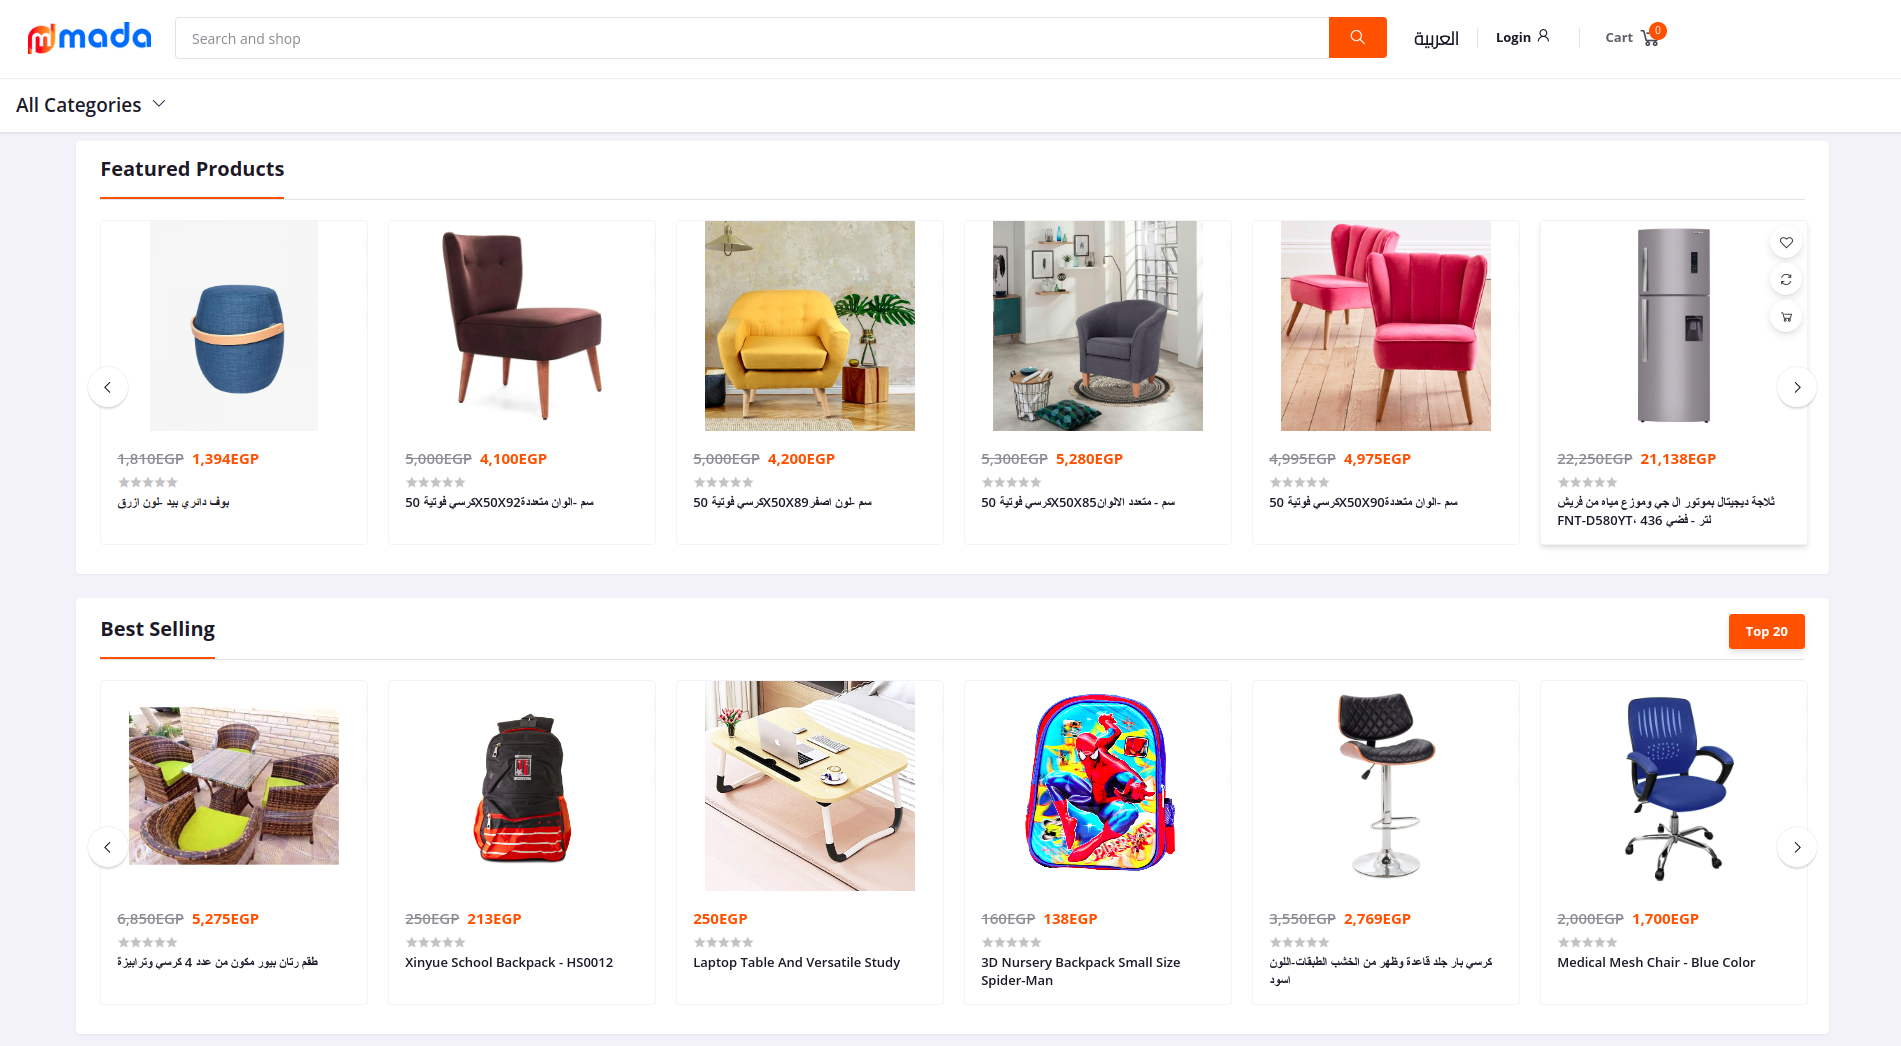 mada
Search and shop
العربية
Login
Cart
0
All Categories
Featured Products
1,810EGP 1,394EGP
بوف دائري بيد -لون ازرق
5,000EGP 4,100EGP
كرسي فوتية 50X50X92سم -الوان متعددة
5,000EGP 4,200EGP
كرسي فوتية 50X50X89سم -لون اصفر
5,300EGP 5,280EGP
كرسي فوتية 50X50X85سم - متعدد الالوان
4,995EGP 4,975EGP
كرسي فوتية 50X50X90سم -الوان متعددة
22,250EGP 21,138EGP
ثلاجة ديجيتال بموتور ال جي وموزع مياه من فريش
FNT-D580YT، 436 لتر - فضي
Best Selling
Top 20
6,850EGP 5,275EGP
طقم رتان بيور مكون من عدد 4 كرسي وترابيزة
250EGP 213EGP
Xinyue School Backpack - HS0012
250EGP
Laptop Table And Versatile Study
160EGP 138EGP
3D Nursery Backpack Small Size
Spider-Man
3,550EGP 2,769EGP
كرسي بار جلد قاعدة وظهر من الخشب الطبقات-اللون
اسود
2,000EGP 1,700EGP
Medical Mesh Chair - Blue Color